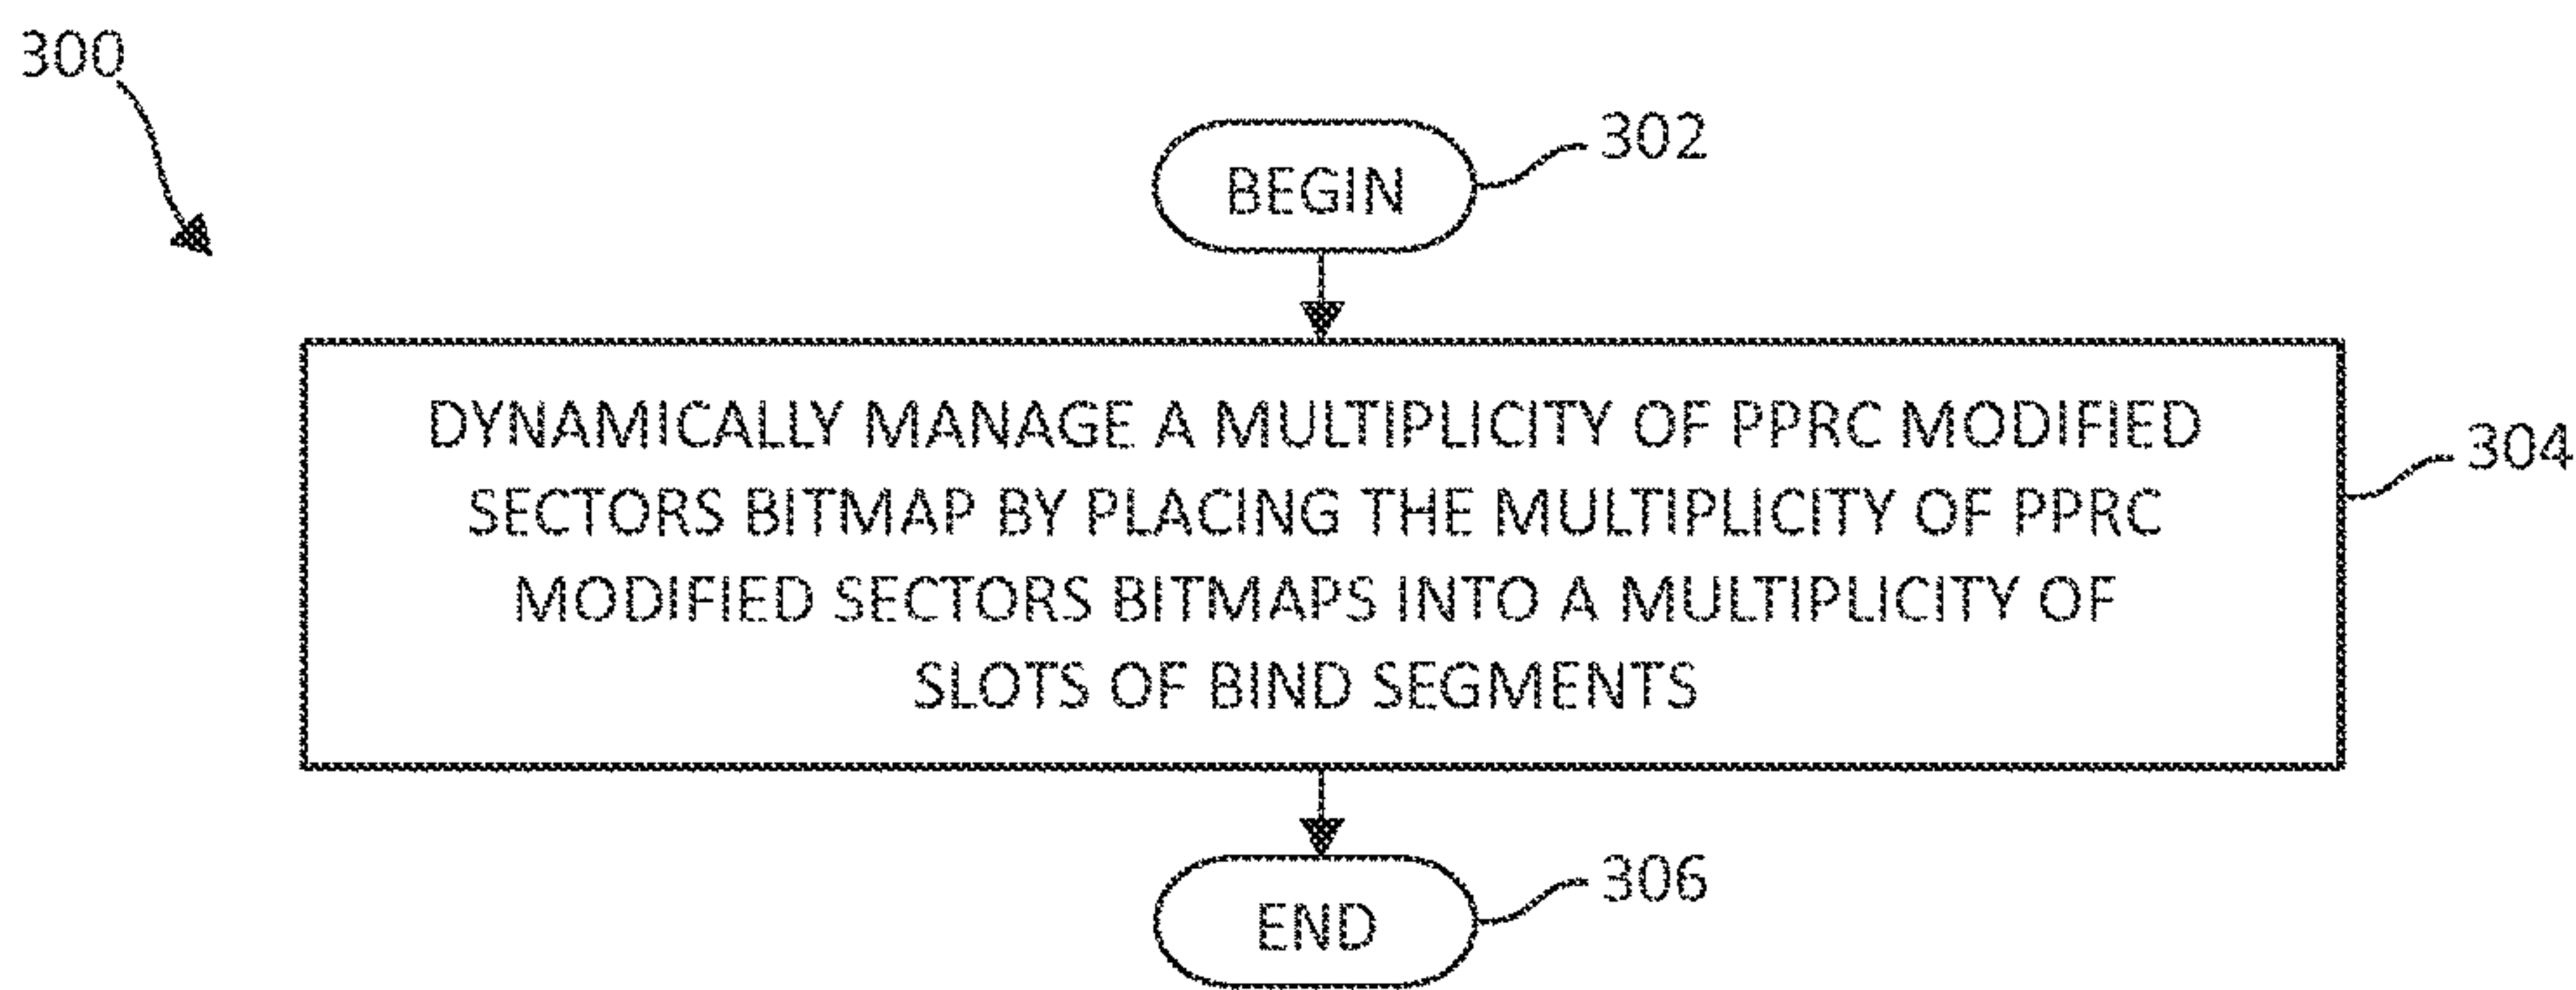 300
302
BEGIN
DYNAMICALLY MANAGE A MULTIPLICITY OF PPRC MODIFIED
SECTORS BITMAP BY PLACING THE MULTIPLICITY OF PPRC
MODIFIED SECTORS BITMAPS INTO A MULTIPLICITY OF
SLOTS OF BIND SEGMENTS
304
306
END